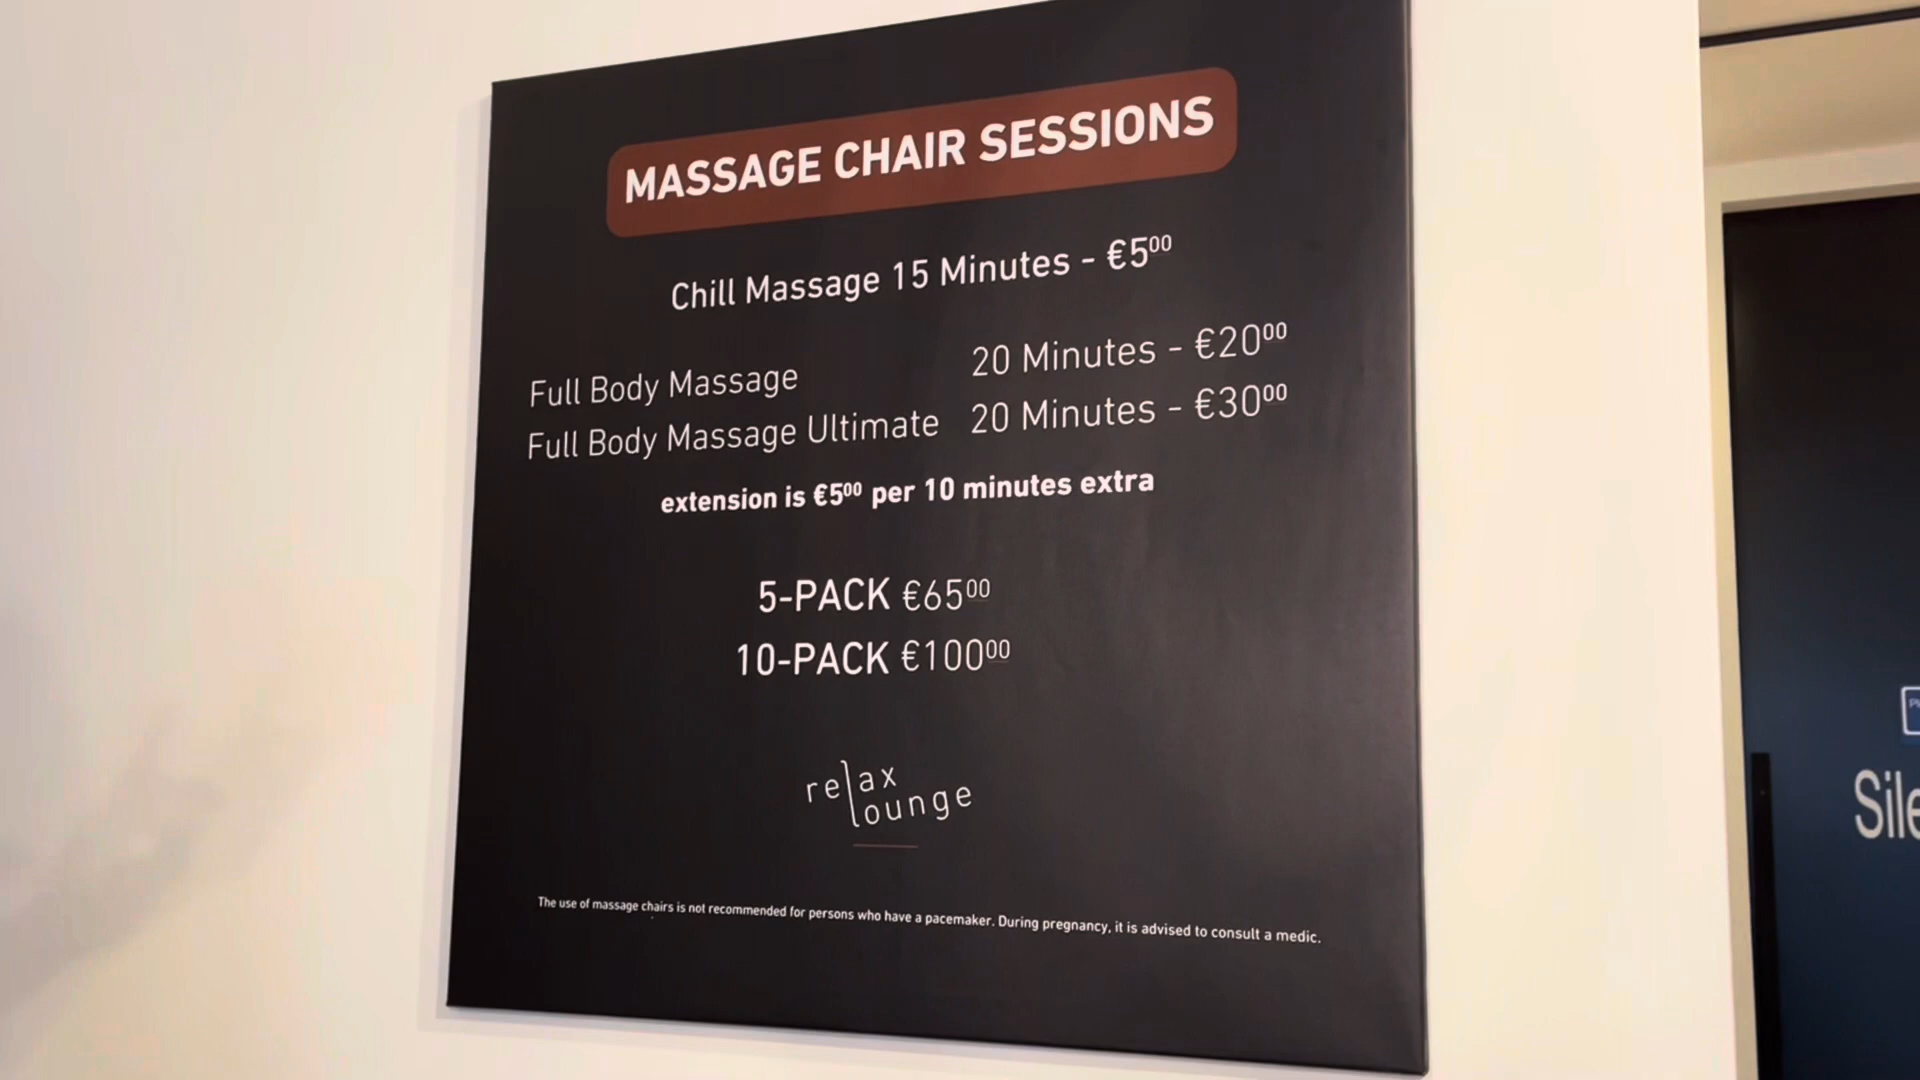 MASSAGE CHAIR SESSIONS
Chill Massage 15 Minutes - €5⁰⁰
Full Body Massage 20 Minutes - €20⁰⁰
Full Body Massage Ultimate 20 Minutes - €30⁰⁰
extension is €5⁰⁰ per 10 minutes extra
5-PACK €65⁰⁰
10-PACK €100⁰⁰
relax
lounge
The use of massage chairs is not recommended for persons who have a pacemaker. During pregnancy, it is advised to consult a medic.